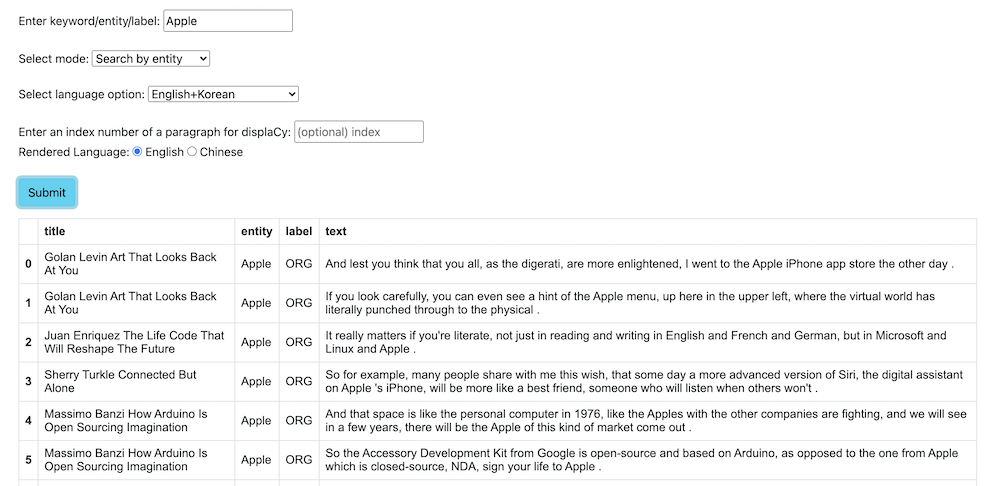 Enter keyword/entity/label: Apple
Select mode: Search by entity
Select language option: English+Korean
Enter an index number of a paragraph for displaCy: (optional) index
Rendered Language: English Chinese
Submit
title entity label text
0 Golan Levin Art That Looks Back At You Apple ORG And lest you think that you all, as the digerati, are more enlightened, I went to the Apple iPhone app store the other day .
1 Golan Levin Art That Looks Back At You Apple ORG If you look carefully, you can even see a hint of the Apple menu, up here in the upper left, where the virtual world has literally punched through to the physical .
2 Juan Enriquez The Life Code That Will Reshape The Future Apple ORG It really matters if you're literate, not just in reading and writing in English and French and German, but in Microsoft and Linux and Apple .
3 Sherry Turkle Connected But Alone Apple ORG So for example, many people share with me this wish, that some day a more advanced version of Siri, the digital assistant on Apple 's iPhone, will be more like a best friend, someone who will listen when others won't .
4 Massimo Banzi How Arduino Is Open Sourcing Imagination Apple ORG And that space is like the personal computer in 1976, like the Apples with the other companies are fighting, and we will see in a few years, there will be the Apple of this kind of market come out .
5 Massimo Banzi How Arduino Is Open Sourcing Imagination Apple ORG So the Accessory Development Kit from Google is open-source and based on Arduino, as opposed to the one from Apple which is closed-source, NDA, sign your life to Apple .